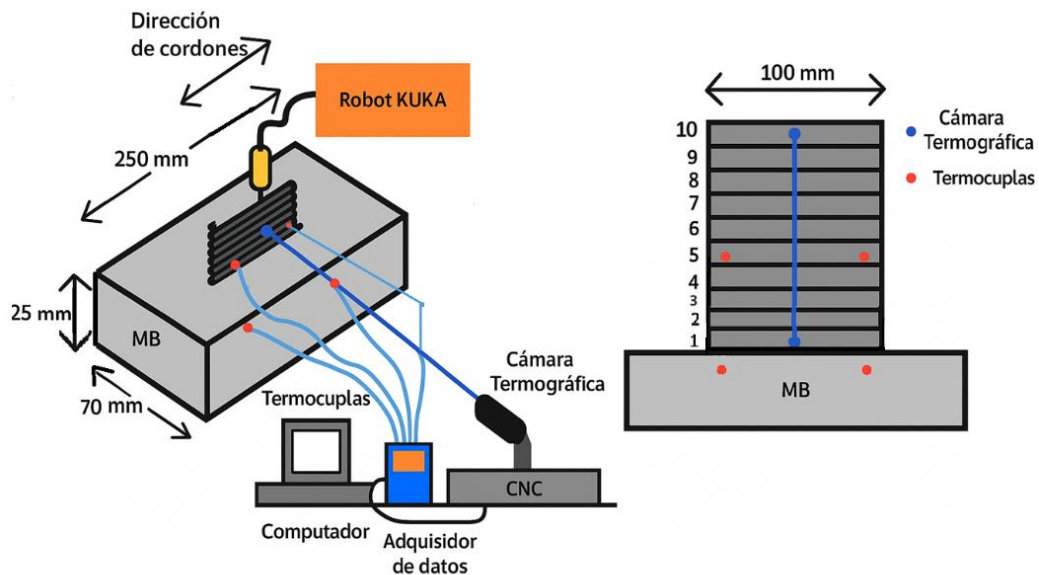 Dirección
de cordones
Robot KUKA
250 mm
25 mm
MB
70 mm
Termocuplas
Cámara
Termográfica
CNC
Computador
Adquisidor
de datos
100 mm
10
9
8
7
6
5
4
3
2
1
MB
Cámara
Termográfica
Termocuplas